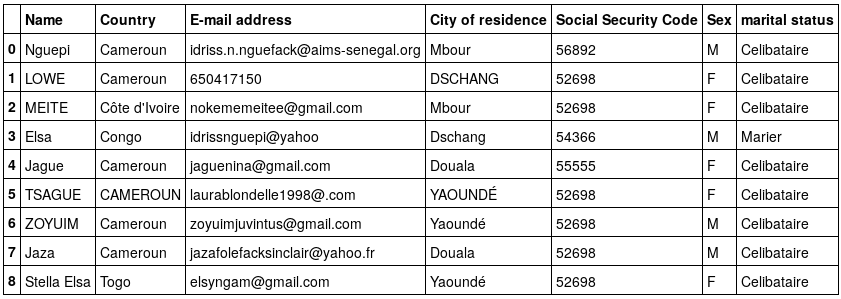 Name Country E-mail address City of residence Social Security Code Sex marital status
0 Nguepi Cameroun idriss.n.nguefack@aims-senegal.org Mbour 56892 M Celibataire
1 LOWE Cameroun 650417150 DSCHANG 52698 F Celibataire
2 MEITE Côte d'Ivoire nokememeitee@gmail.com Mbour 52698 F Celibataire
3 Elsa Congo idrissnguepi@yahoo Dschang 54366 M Marier
4 Jague Cameroun jaguenina@gmail.com Douala 55555 F Celibataire
5 TSAGUE CAMEROUN laurablondelle1998@.com YAOUNDÉ 52698 F Celibataire
6 ZOYUIM Cameroun zoyuimjuvintus@gmail.com Yaoundé 52698 M Celibataire
7 Jaza Cameroun jazafolefacksinclair@yahoo.fr Douala 52698 M Celibataire
8 Stella Elsa Togo elsyngam@gmail.com Yaoundé 52698 F Celibataire